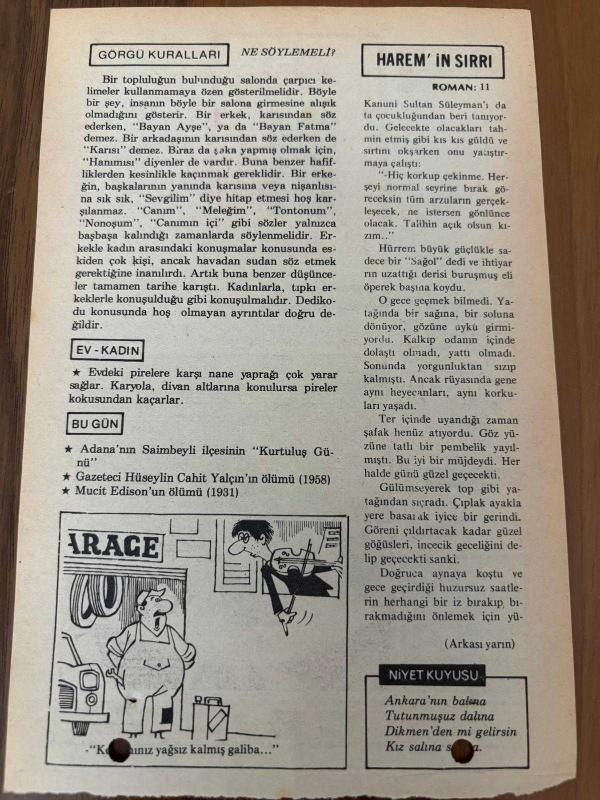 GÖRGÜ KURALLARI
NE SÖYLEMELİ?
Bir topluluğun bulunduğu salonda çarpıcı ke-
limeler kullanmamaya özen gösterilmelidir. Böyle
bir şey, insanın böyle bir salona girmesine alışık
olmadığını gösterir. Bir erkek, karısından söz
ederken, "Bayan Ayşe", ya da "Bayan Fatma"
demez. Bir arkadaşının karısından söz ederken de
"Karısı" demez. Biraz da şaka yapmış olmak için,
"Hanımısı" diyenler de vardır. Buna benzer hafif-
liklerden kesinlikle kaçınmak gereklidir. Bir erke-
ğin, başkalarının yanında karısına veya nişanlısı-
na sık sık, "Sevgilim" diye hitap etmesi hoş kar-
şılanmaz. "Canım", "Meleğim", "Tontonum",
"Nonoşum", "Canımın içi" gibi sözler yalnızca
başbaşa kalındığı zamanlarda söylenmelidir. Er-
kekle kadın arasındaki konuşmalar konusunda es-
kiden çok kişi, ancak havadan sudan söz etmek
gerektiğine inanılırdı. Artık buna benzer düşünce-
ler tamamen tarihe karıştı. Kadınlarla, tıpkı er-
keklerle konuşulduğu gibi konuşulmalıdır. Dediko-
du konusunda hoş olmayan ayrıntılar doğru de-
ğildir.
EV - KADIN
★ Evdeki pirelere karşı nane yaprağı çok yarar
sağlar. Karyola, divan altlarına konulursa pireler
kokusundan kaçarlar.
BU GÜN
★ Adana'nın Saimbeyli ilçesinin "Kurtuluş Gü-
nü"
★ Gazeteci Hüseylin Cahit Yalçın'ın ölümü (1958)
★ Mucit Edison'un ölümü (1931)
ARAGE
yağsız kalmış galiba..."
HAREM' İN SIRRI
ROMAN: 11
Kanuni Sultan Süleyman'ı da
ta çocukluğundan beri tanıyor-
du. Gelecekte olacakları tah-
min etmiş gibi kıs kıs güldü ve
sırtını okşarken onu yatıştır-
maya çalıştı:
"-Hiç korkup çekinme. Her-
şeyi normal seyrine bırak gö-
receksin tüm arzuların gerçek-
leşecek, ne istersen gönlünce
olacak. Talihin açık olsun kı-
zım.."
Hürrem büyük güçlükle sa-
dece bir "Sağol" dedi ve ihtiyar
ın uzattığı derisi buruşmuş eli
öperek başına koydu.
O gece geçmek bilmedi. Ya-
tağında bir sağına, bir soluna
dönüyor, gözüne uyku girmi-
yordu. Kalkıp odanın içinde
dolaştı olmadı, yattı olmadı.
Sonunda yorgunluktan sızıp
kalmıştı. Ancak rüyasında gene
aynı heyecanları, aynı korku-
ları yaşadı.
Ter içinde uyandığı zaman
şafak henüz atıyordu. Göz yü-
züne tatlı bir pembelik yayıl-
mıştı. Bu iyi bir müjdeydi. Her
halde günü güzel geçecekti.
Gülümseyerek top gibi ya-
tağından sıçradı. Çıplak ayakla
yere basarak iyice bir gerindi.
Göreni çıldırtacak kadar güzel
göğüsleri, incecik geceliğini de-
lip geçecekti sanki.
Doğruca aynaya koştu ve
gece geçirdiği huzursuz saatle-
rin herhangi bir iz bırakıp, bı-
rakmadığını önlemek için yü-
(Arkası yarın)
NİYET KUYUSU
Ankara'nın balına
Tutunmuşuz dalına
Dikmen'den mi gelirsin
Kız salına